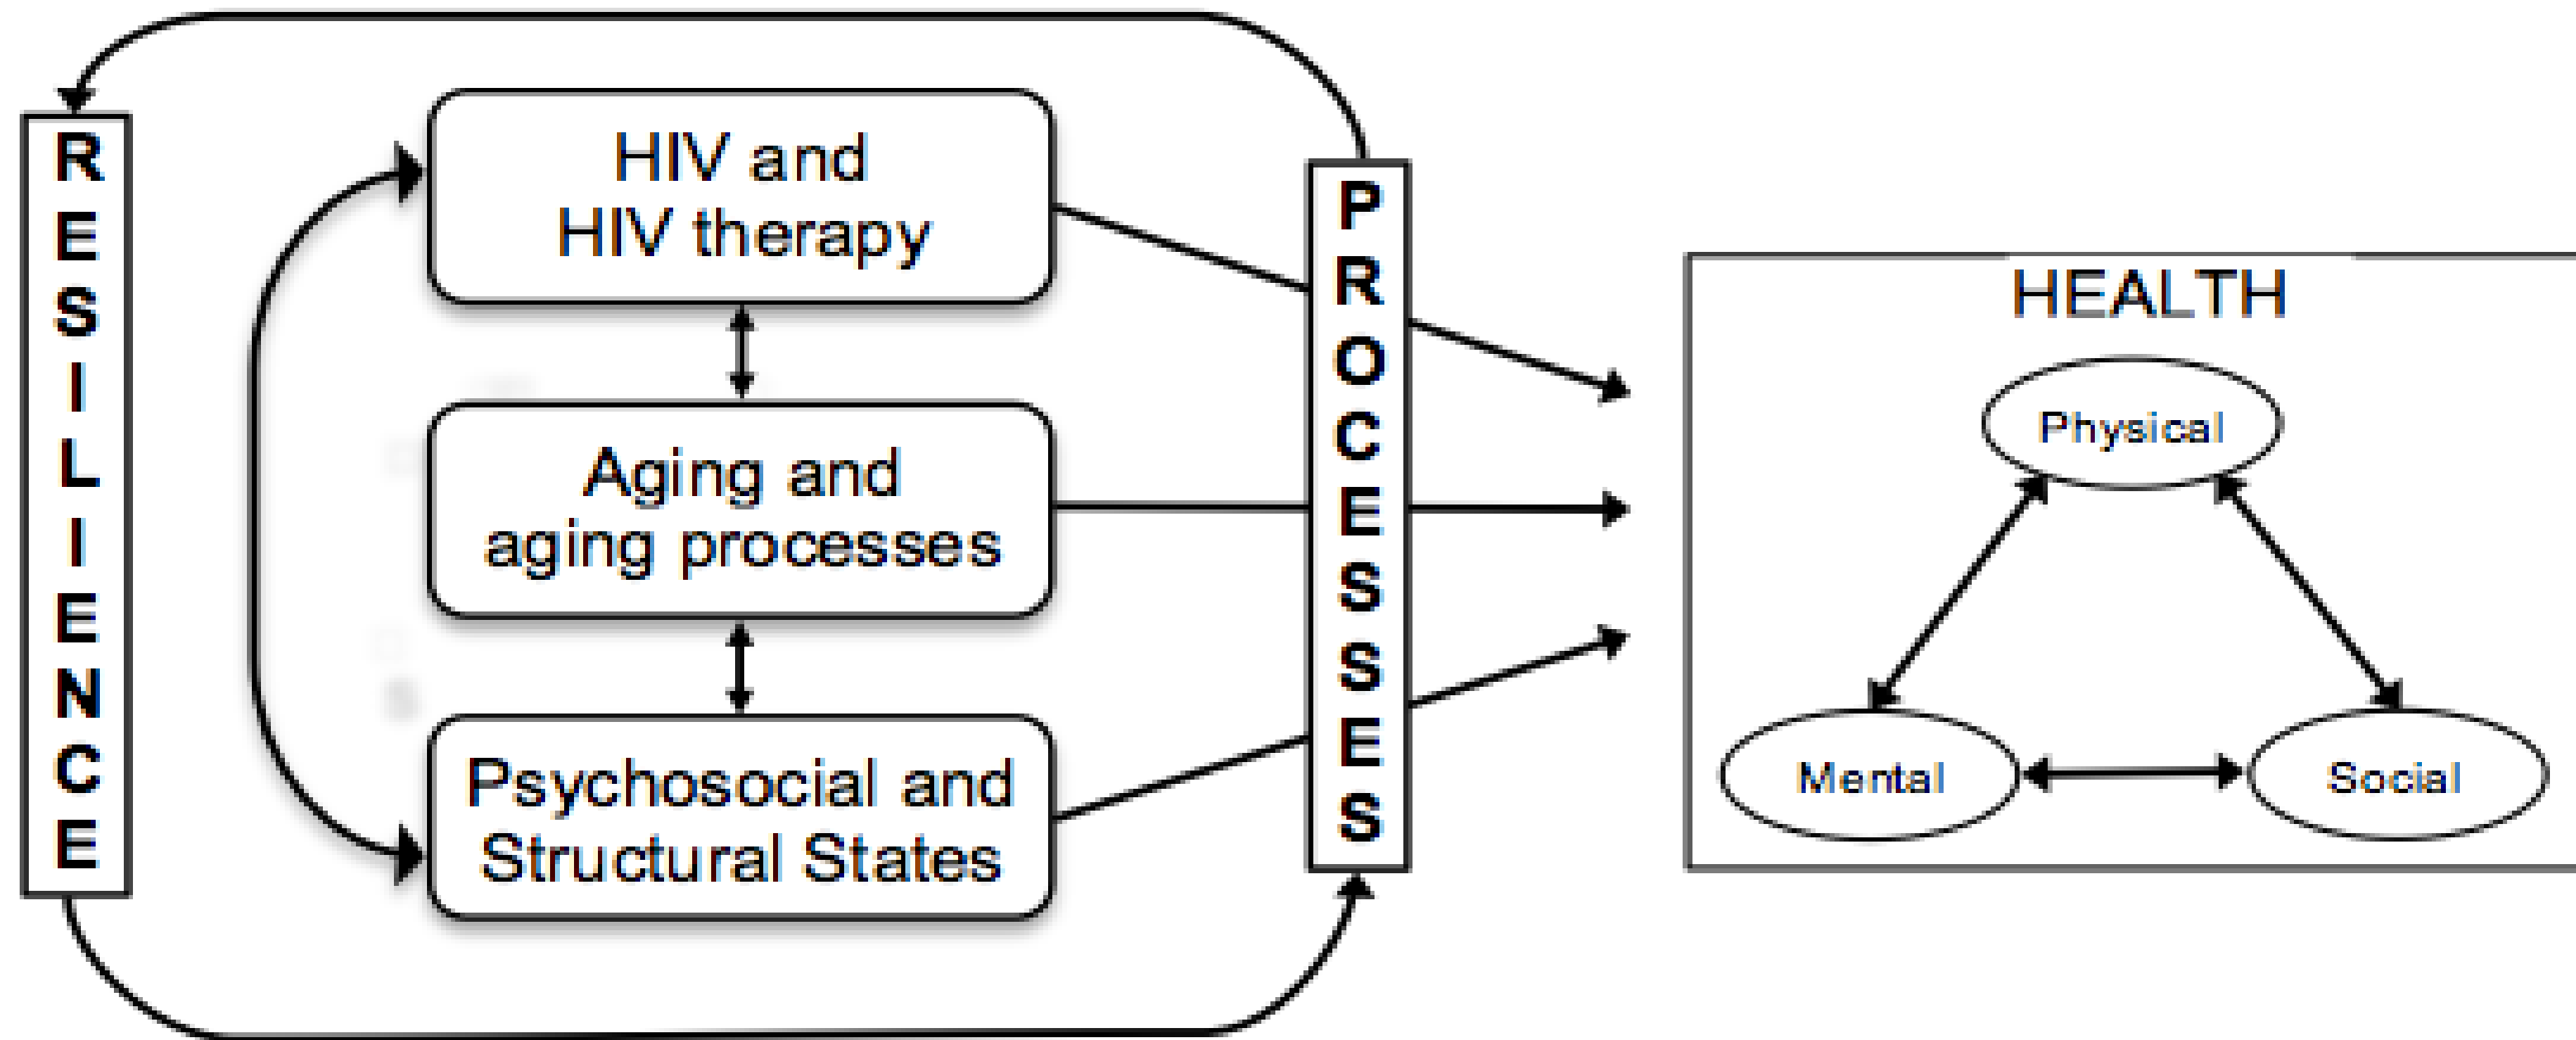 RESILIENCE
HIV and
HIV therapy
Aging and
aging processes
Psychosocial and
Structural States
PROCESSES
HEALTH
Physical
Mental
Social